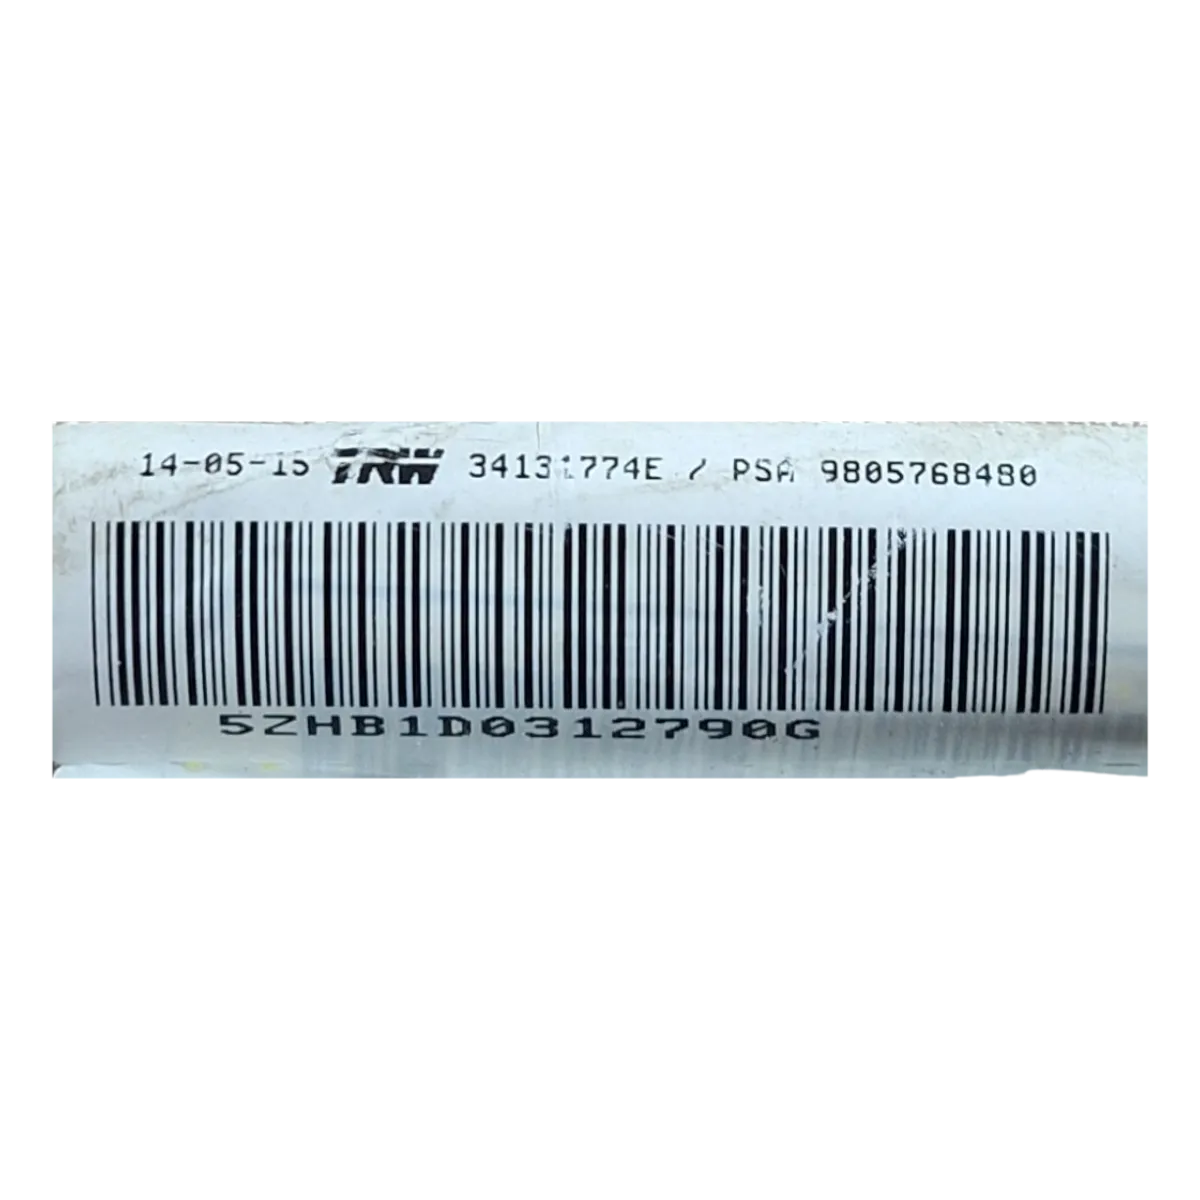 14-05-15 TRW 34131774E / PSA 9805768480
5ZHB1D0312790G